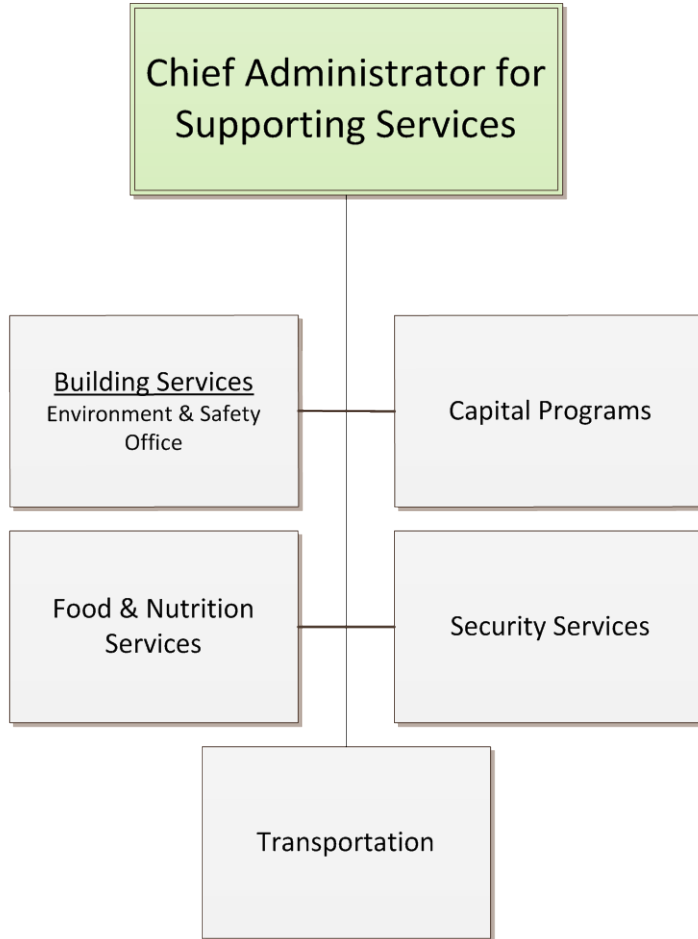 Chief Administrator for
Supporting Services
Building Services
Environment & Safety
Office
Capital Programs
Food & Nutrition
Services
Security Services
Transportation